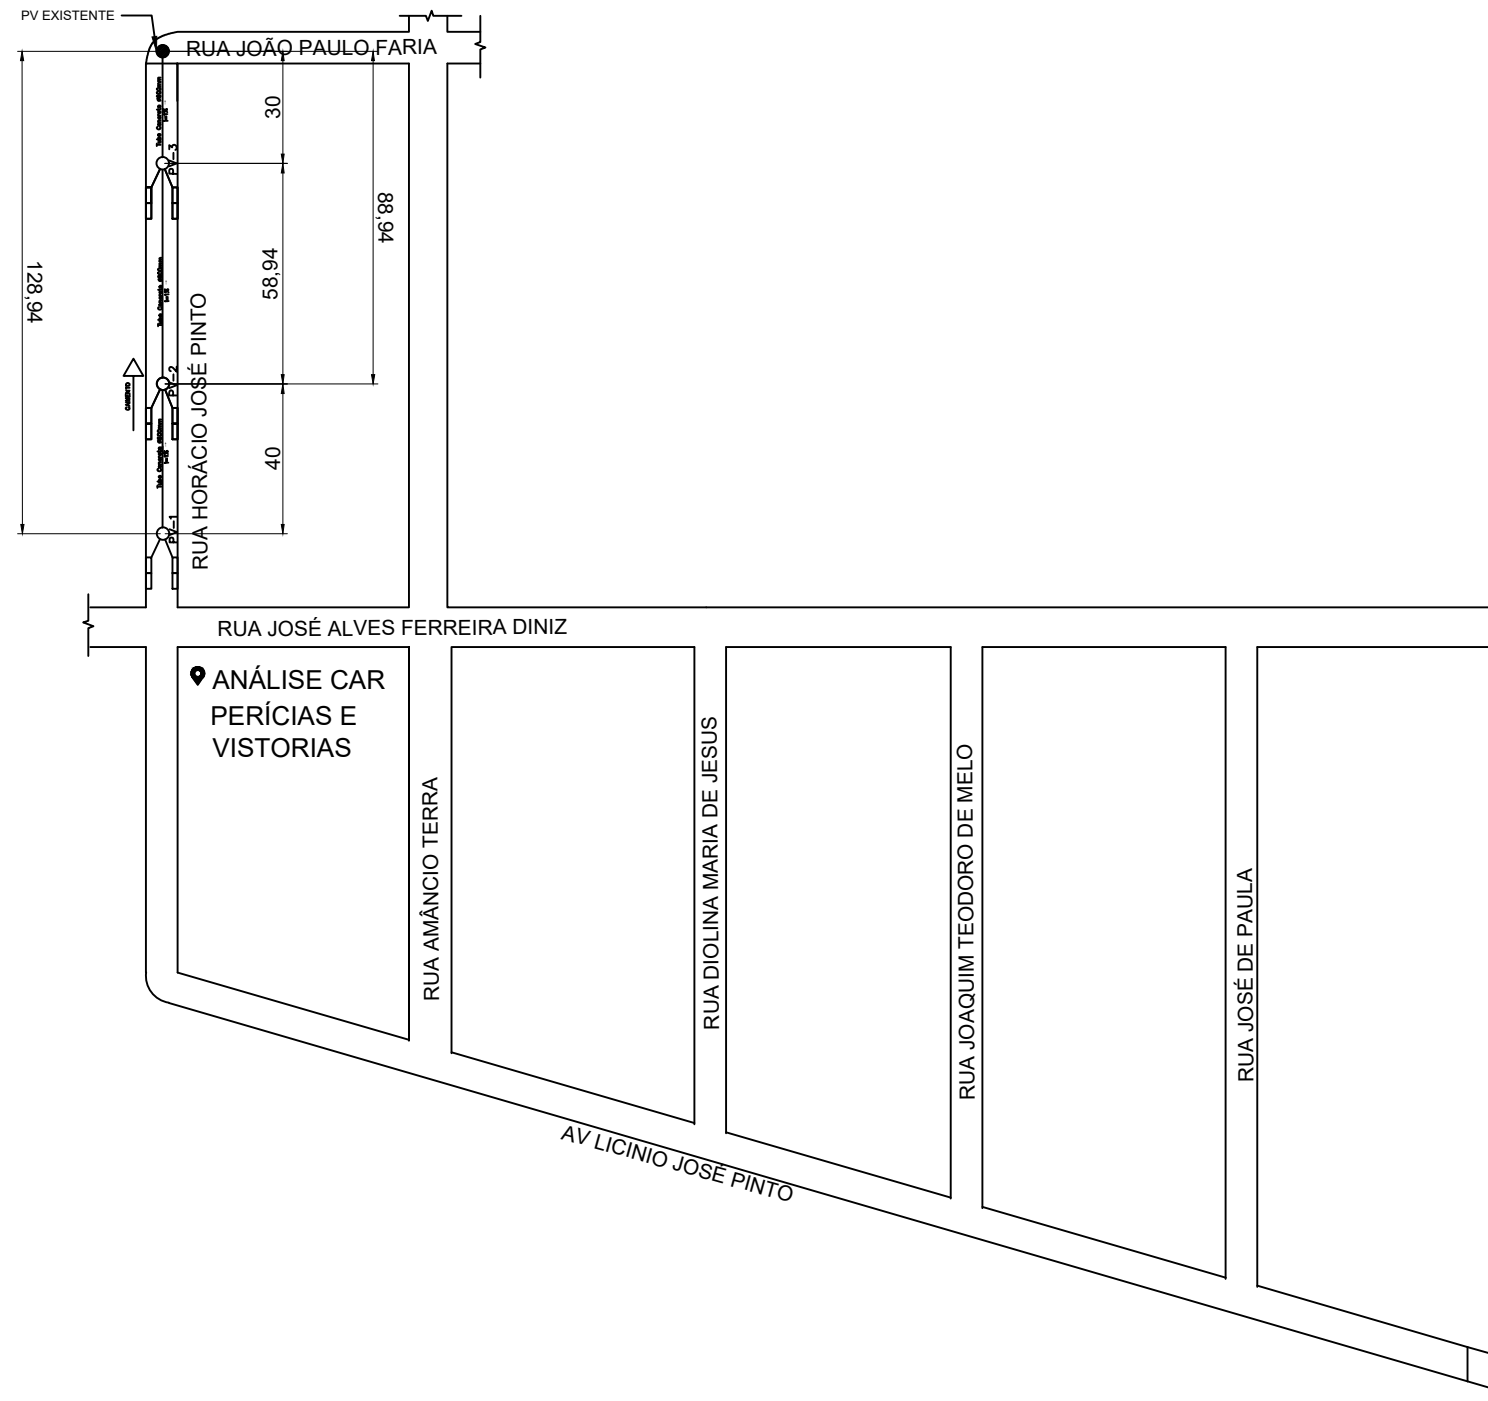 PV EXISTENTE
RUA JOÃO PAULO FARIA
30
PV-3
88,94
58,94
128,94
RUA HORÁCIO JOSÉ PINTO
PV-2
CAIMENTO
40
PV-1
RUA JOSÉ ALVES FERREIRA DINIZ
ANÁLISE CAR
PERÍCIAS E
VISTORIAS
RUA AMÂNCIO TERRA
RUA DIOLINA MARIA DE JESUS
RUA JOAQUIM TEODORO DE MELO
RUA JOSÉ DE PAULA
AV LICINIO JOSÉ PINTO